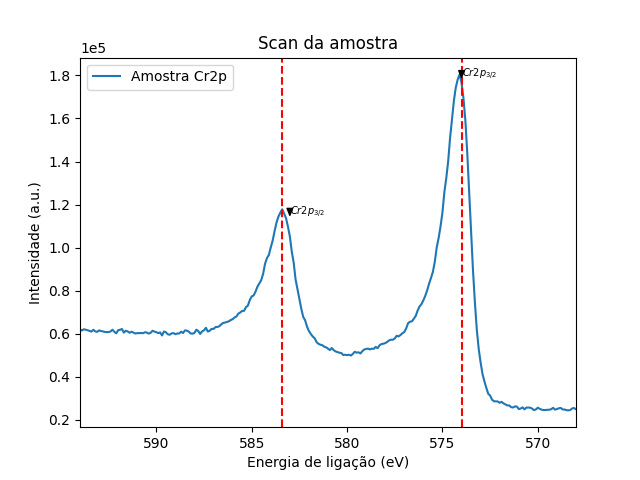 Scan da amostra
1e5
Amostra Cr2p
Cr2p3/2
Cr2p3/2
1.8
1.6
1.4
1.2
1.0
0.8
0.6
0.4
0.2
Intensidade (a.u.)
590
585
580
575
570
Energia de ligação (eV)